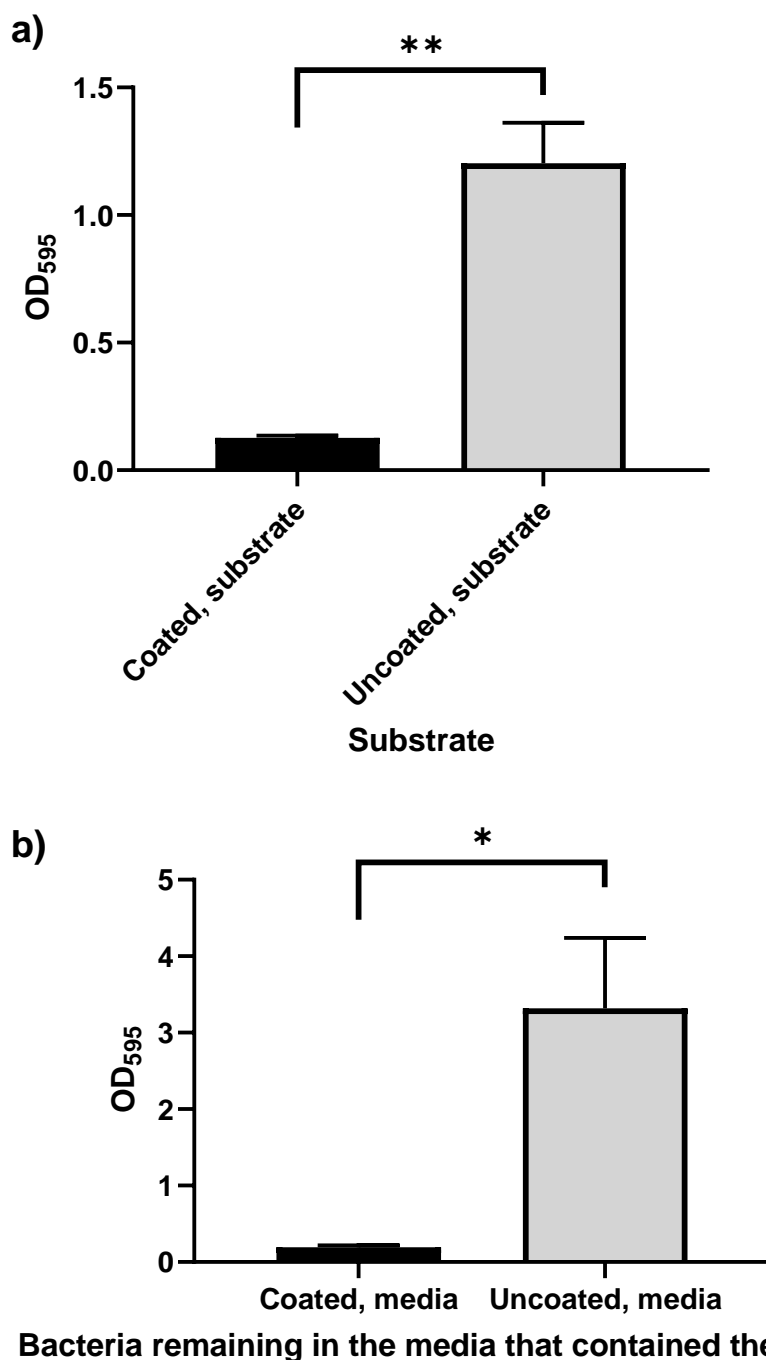 a)
**
1.5
1.0
0.5
0.0
OD595
Coated, substrate
Uncoated, substrate
Substrate
b)
*
5
4
3
2
1
0
OD595
Coated, media
Uncoated, media
Bacteria remaining in the media that contained the